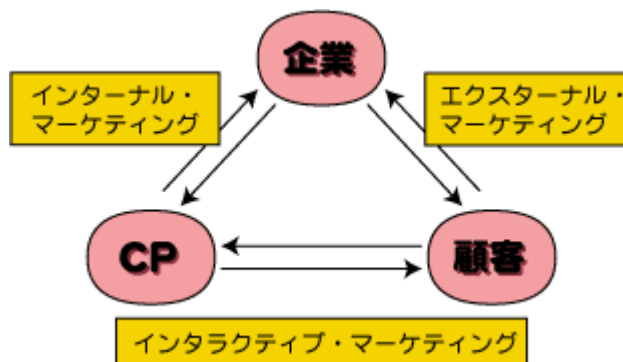 企業
インターナル・
マーケティング
エクスターナル・
マーケティング
CP
顧客
インタラクティブ・マーケティング